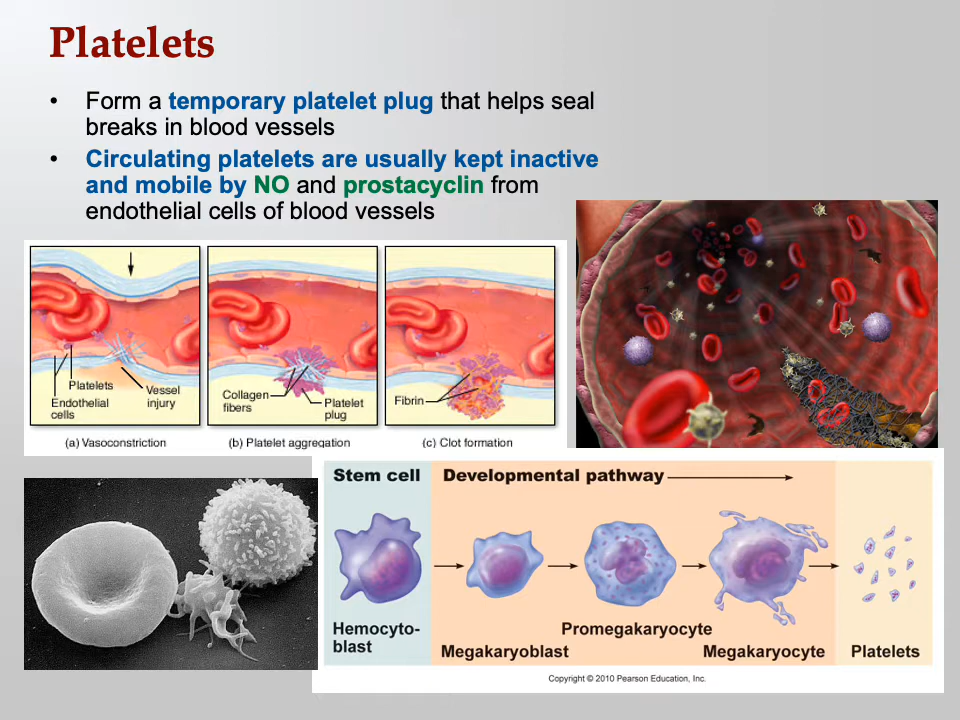 Platelets
• Form a temporary platelet plug that helps seal
breaks in blood vessels
• Circulating platelets are usually kept inactive
and mobile by NO and prostacyclin from
endothelial cells of blood vessels
Platelets
Endothelial
cells
Vessel
injury
(a) Vasoconstriction
Collagen
fibers
Platelet
plug
(b) Platelet aggregation
Fibrin
(c) Clot formation
Stem cell
Developmental pathway
Hemocyto-
blast
Megakaryoblast
Promegakaryocyte
Megakaryocyte
Platelets
Copyright © 2010 Pearson Education, Inc.